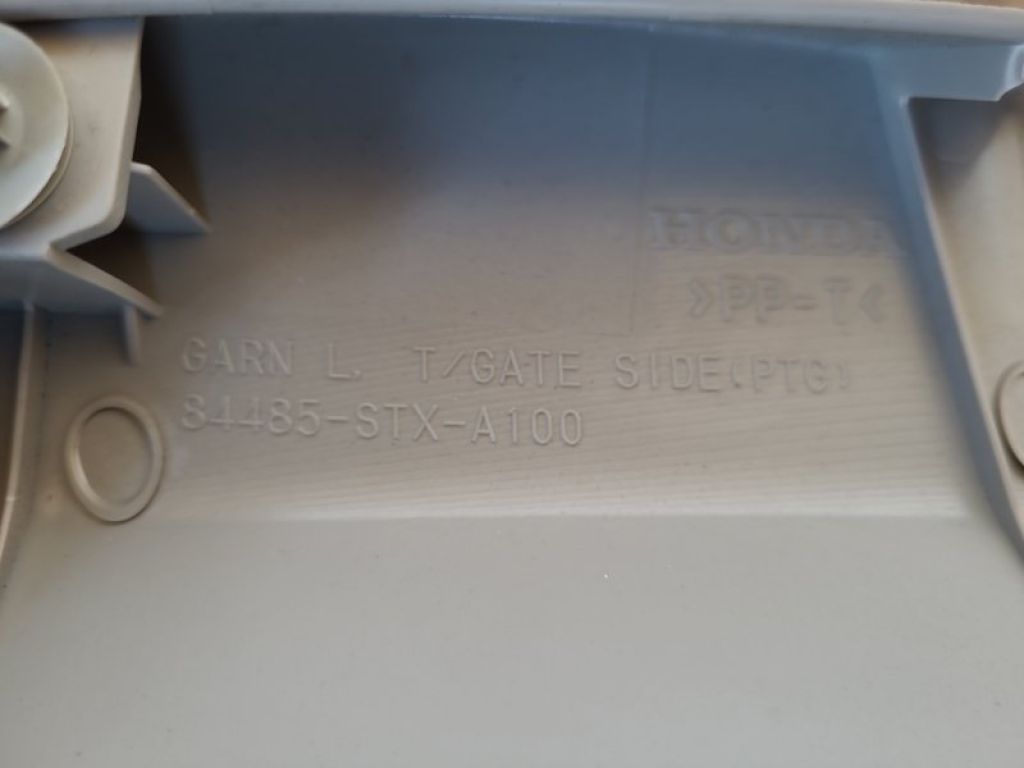 HONDA
>PP-T<
GARN L. T/GATE SIDE(PTG)
84485-STX-A100